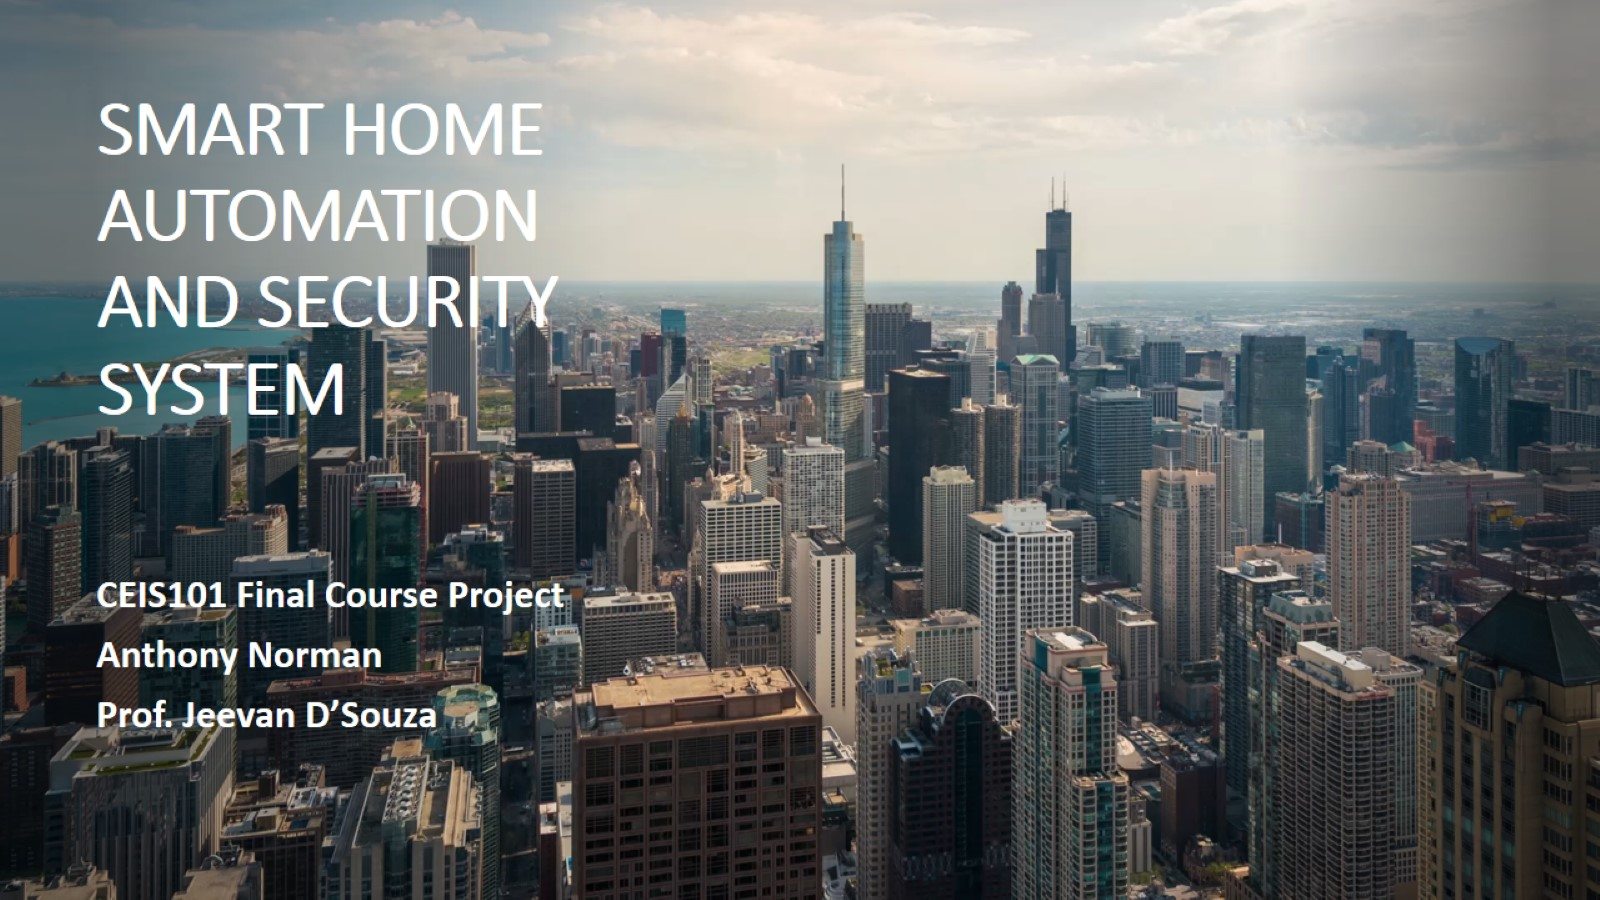 SMART HOME
AUTOMATION
AND SECURITY
SYSTEM
CEIS101 Final Course Project
Anthony Norman
Prof. Jeevan D’Souza